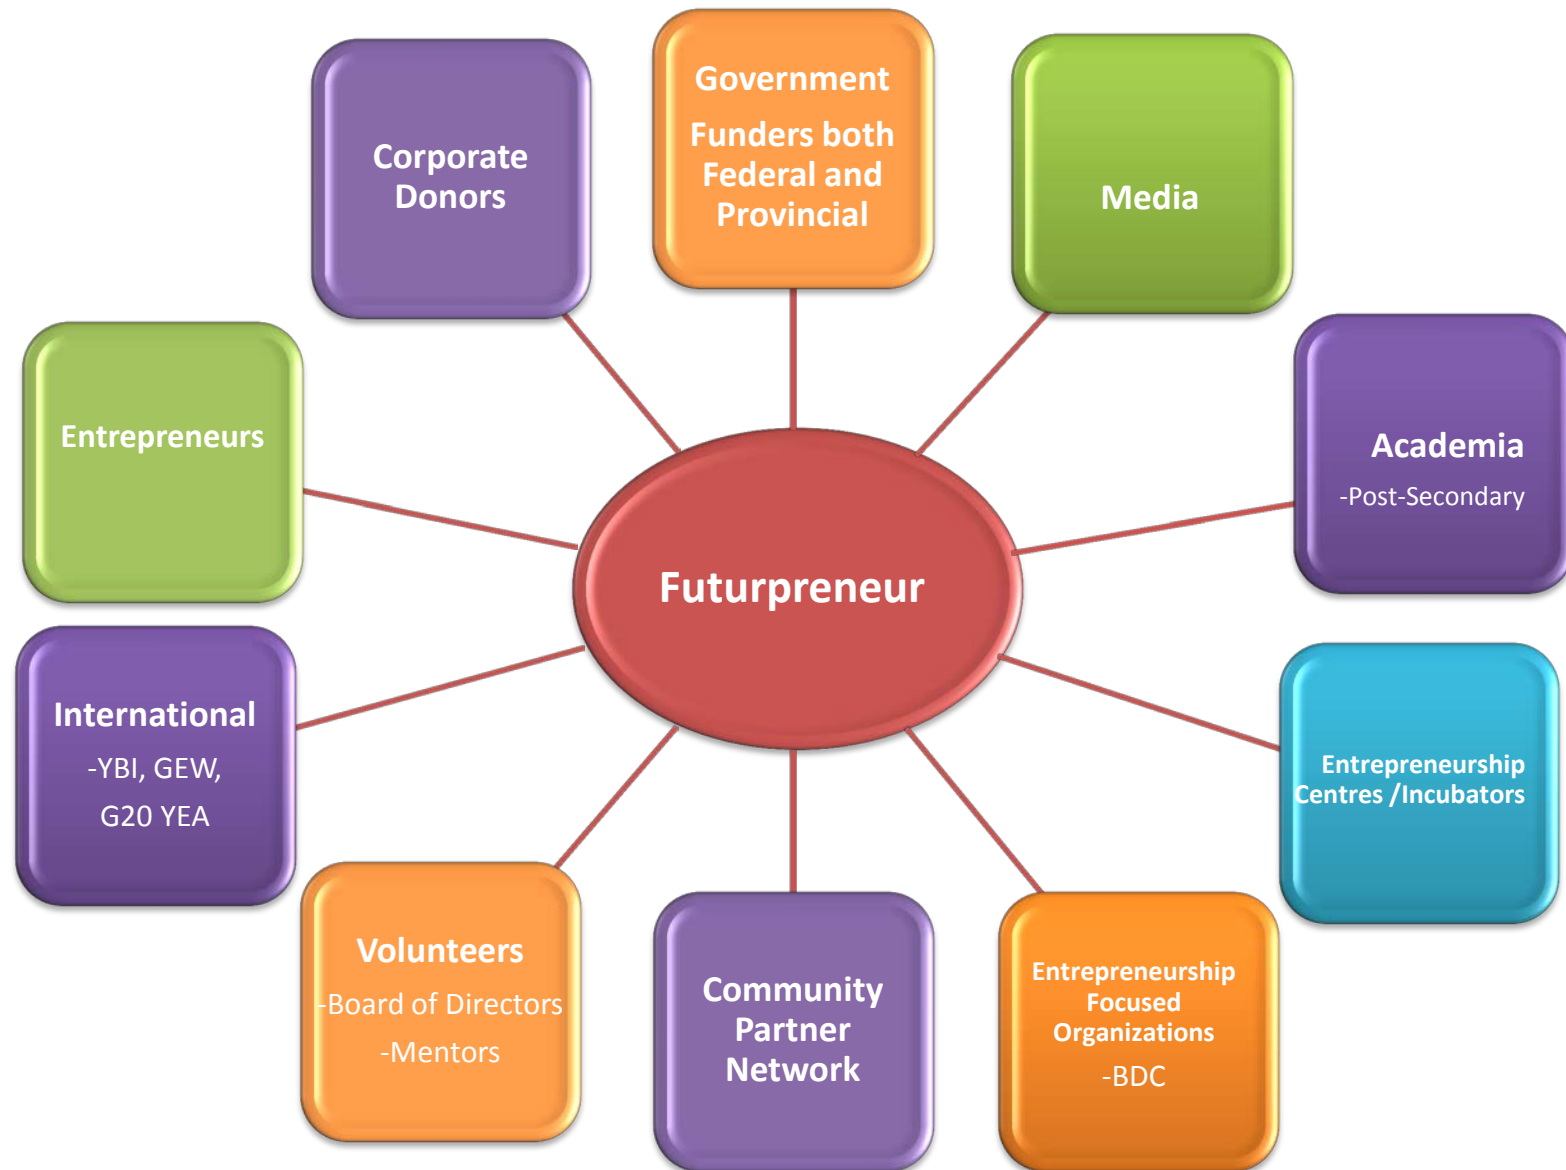 Government
Funders both
Federal and
Provincial
Corporate
Donors
Media
Entrepreneurs
Academia
-Post-Secondary
Futurpreneur
International
-YBI, GEW,
G20 YEA
Entrepreneurship
Centres /Incubators
Volunteers
-Board of Directors
-Mentors
Community
Partner
Network
Entrepreneurship
Focused
Organizations
-BDC